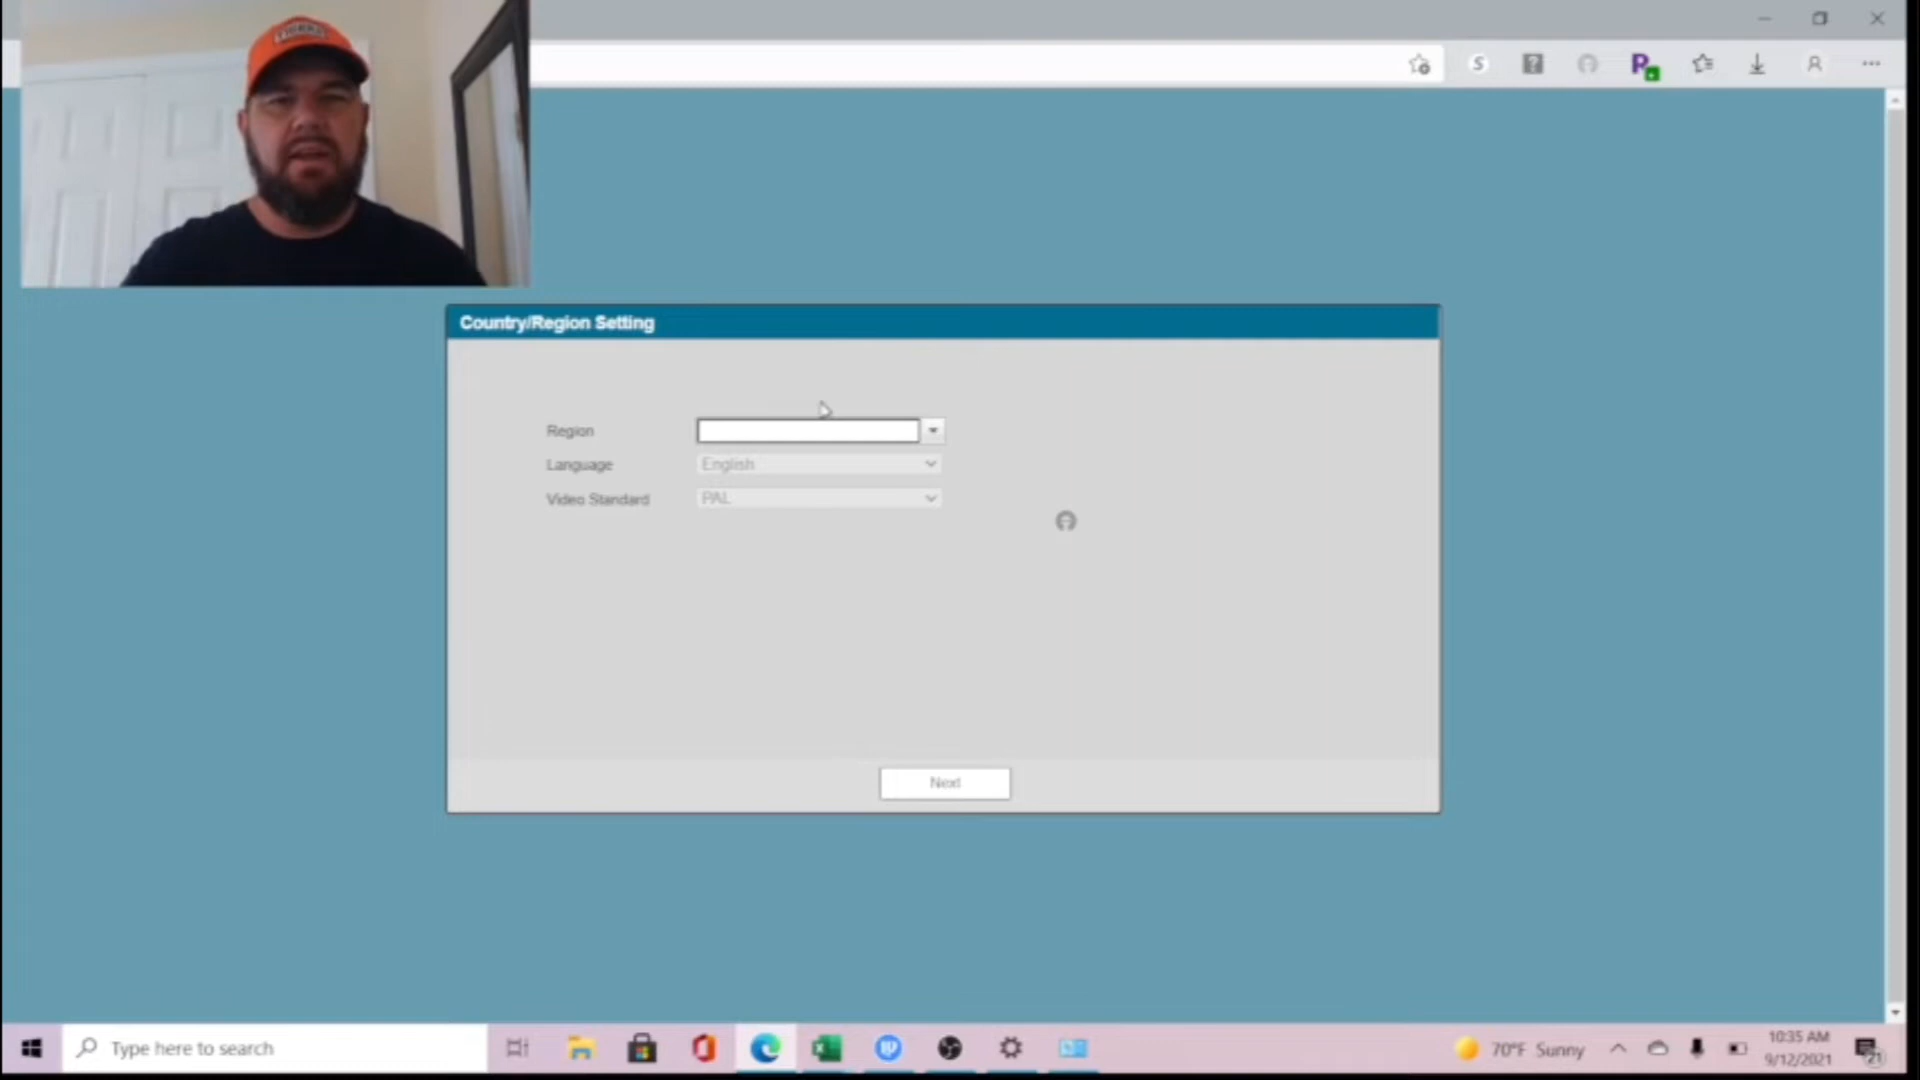 Country/Region Setting
Region
Language English
Video Standard PAL
Next
Type here to search
70°F Sunny
10:35 AM
9/12/2021
21